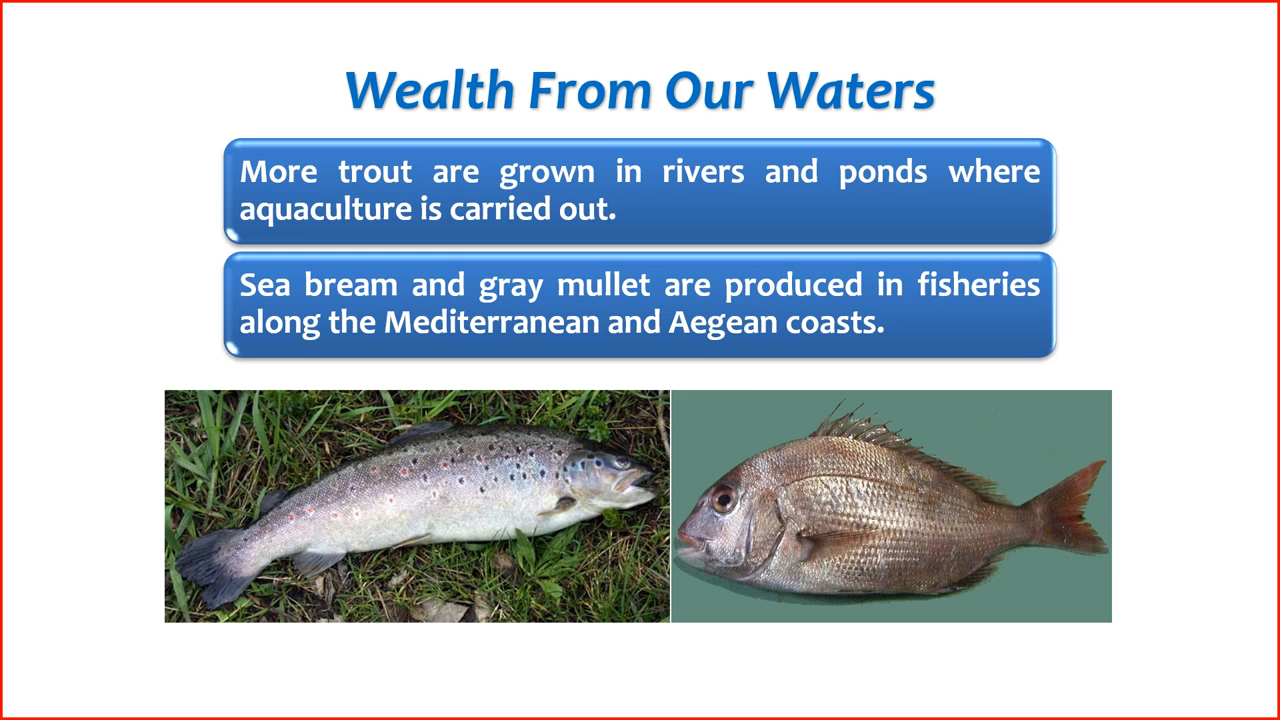 Wealth From Our Waters
More trout are grown in rivers and ponds where
aquaculture is carried out.
Sea bream and gray mullet are produced in fisheries
along the Mediterranean and Aegean coasts.